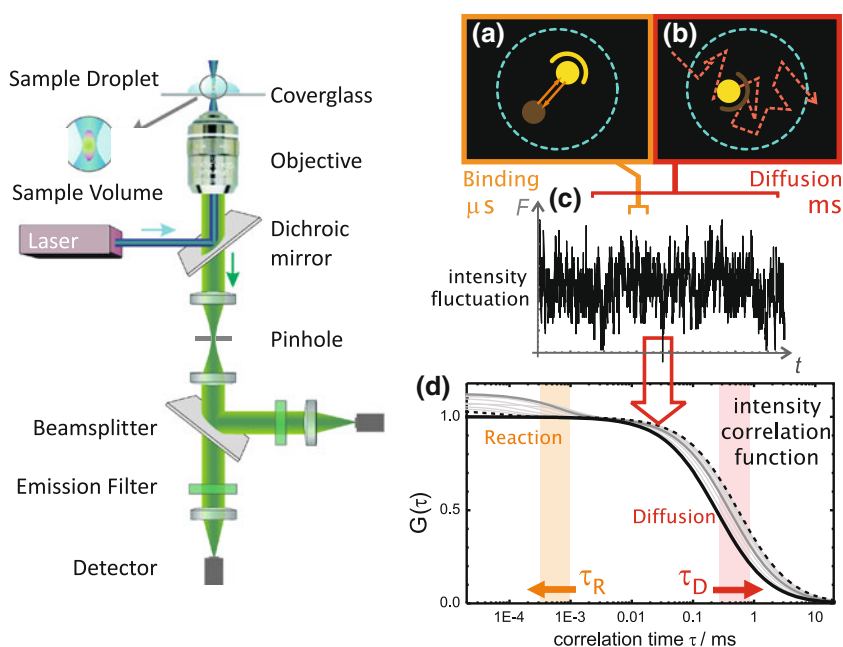 Sample Droplet
Coverglass
Objective
Sample Volume
Laser
Dichroic
mirror
Pinhole
Beamsplitter
Emission Filter
Detector
(a)
(b)
Binding
μs
Diffusion
ms
(c)
F
intensity
fluctuation
t
(d)
intensity
correlation
function
Reaction
Diffusion
τR
τD
G(τ)
1.0
0.5
0.0
1E-4 1E-3 0.01 0.1 1 10
correlation time τ / ms